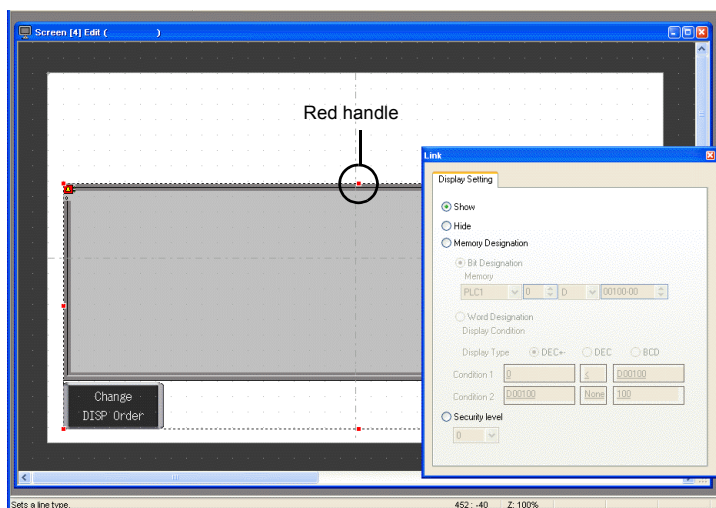 Screen [4] Edit ( )
Red handle
Link
Display Setting
Show
Hide
Memory Designation
Bit Designation
Memory
PLC1 0 D 00100-00
Word Designation
Display Condition
Display Type DEC+- DEC BCD
Condition 1 0 ≤ D00100
Condition 2 D00100 None 100
Security level
0
Change
DISP Order
Sets a line type. 452 : -40 Z: 100%